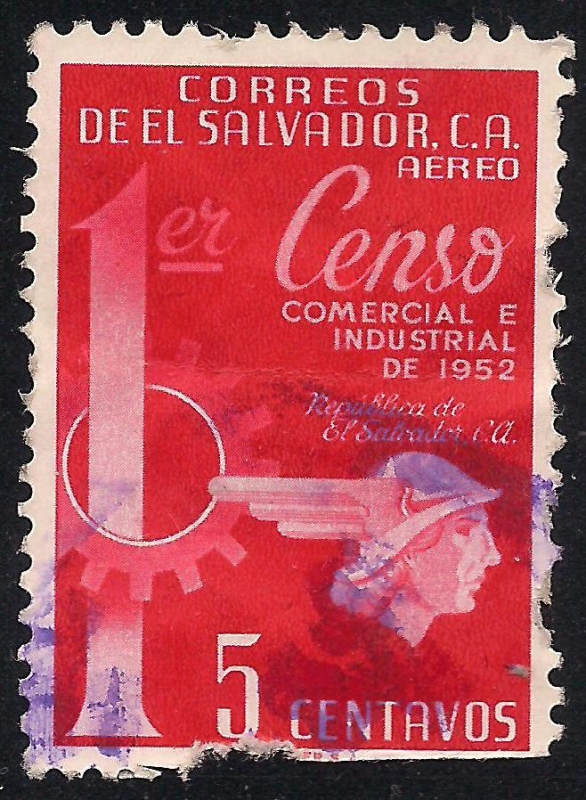 CORREOS
DE EL SALVADOR, C.A.
AEREO
1er Censo
COMERCIAL E
INDUSTRIAL
DE 1952
República de
El Salvador, C.A.
5 CENTAVOS